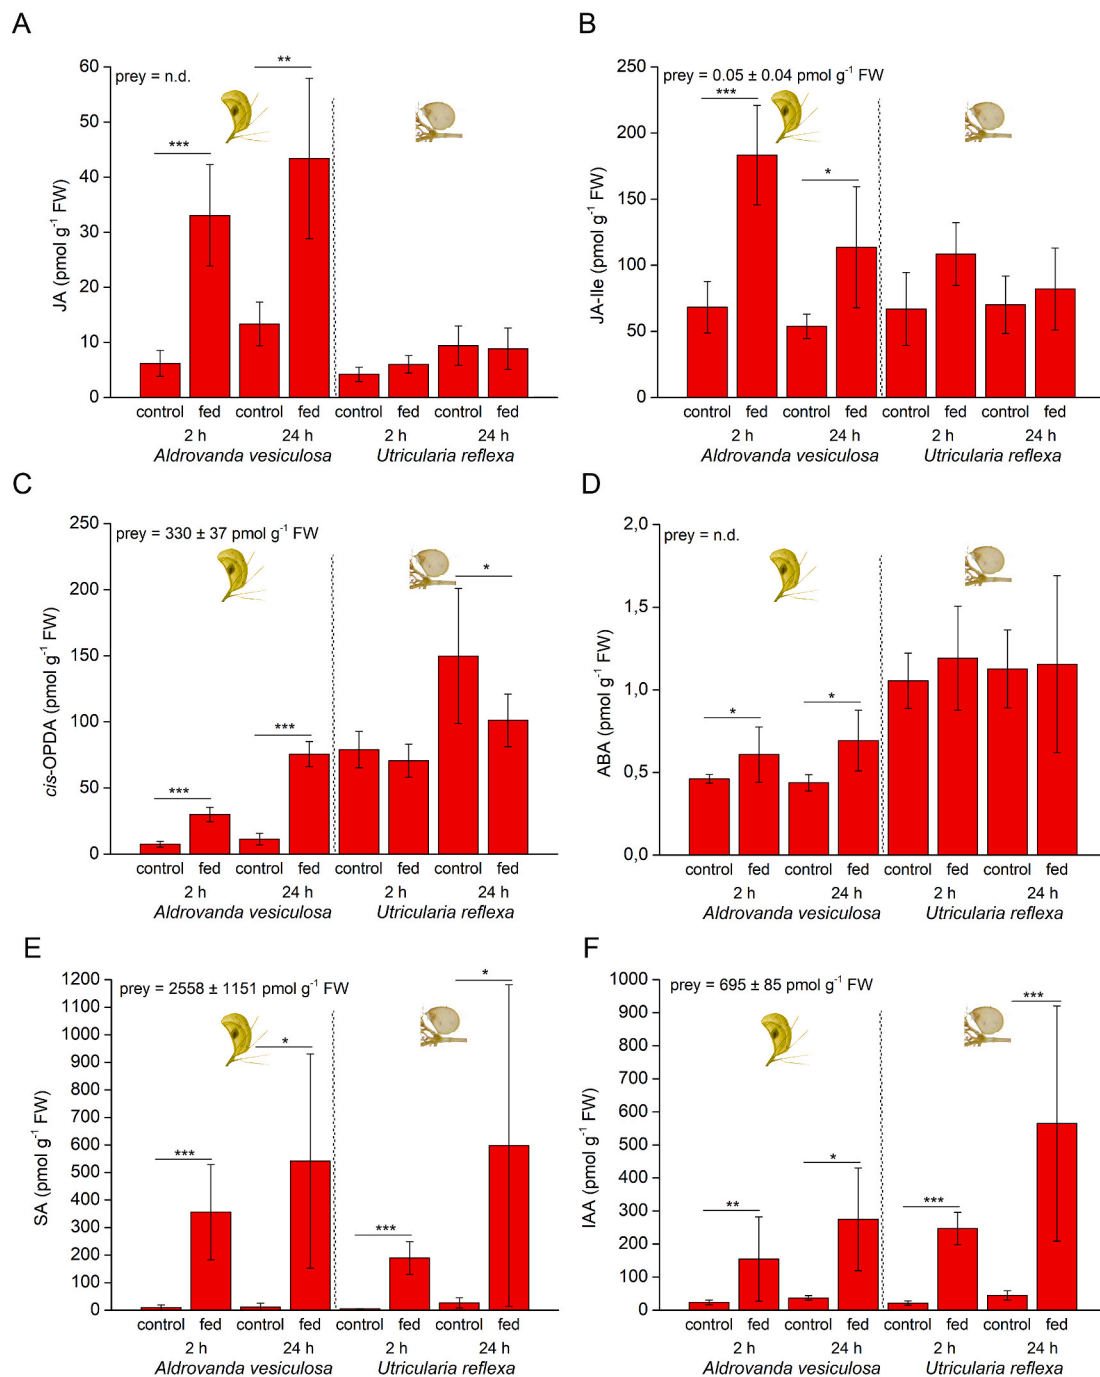 A
prey = n.d.
JA (pmol g⁻¹ FW)
60
50
40
30
20
10
0
***
**
control fed control fed control fed control fed
2 h 24 h 2 h 24 h
Aldrovanda vesiculosa Utricularia reflexa
B
prey = 0.05 ± 0.04 pmol g⁻¹ FW
JA-Ile (pmol g⁻¹ FW)
250
200
150
100
50
0
***
*
control fed control fed control fed control fed
2 h 24 h 2 h 24 h
Aldrovanda vesiculosa Utricularia reflexa
C
prey = 330 ± 37 pmol g⁻¹ FW
cis-OPDA (pmol g⁻¹ FW)
250
200
150
100
50
0
***
***
*
control fed control fed control fed control fed
2 h 24 h 2 h 24 h
Aldrovanda vesiculosa Utricularia reflexa
D
prey = n.d.
ABA (pmol g⁻¹ FW)
2,0
1,5
1,0
0,5
0,0
*
*
control fed control fed control fed control fed
2 h 24 h 2 h 24 h
Aldrovanda vesiculosa Utricularia reflexa
E
prey = 2558 ± 1151 pmol g⁻¹ FW
SA (pmol g⁻¹ FW)
1200
1100
1000
900
800
700
600
500
400
300
200
100
0
***
*
***
*
control fed control fed control fed control fed
2 h 24 h 2 h 24 h
Aldrovanda vesiculosa Utricularia reflexa
F
prey = 695 ± 85 pmol g⁻¹ FW
IAA (pmol g⁻¹ FW)
1000
900
800
700
600
500
400
300
200
100
0
**
*
***
***
control fed control fed control fed control fed
2 h 24 h 2 h 24 h
Aldrovanda vesiculosa Utricularia reflexa